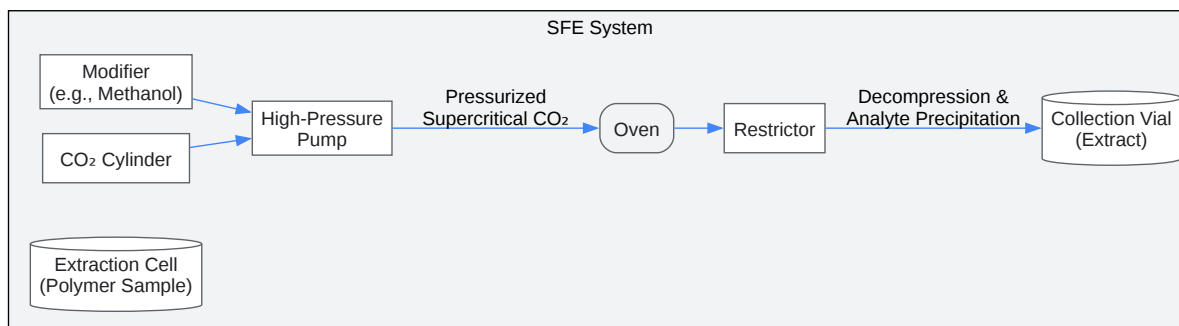 SFE System
Modifier
(e.g., Methanol)
CO₂ Cylinder
High-Pressure
Pump
Pressurized
Supercritical CO₂
Oven
Restrictor
Decompression &
Analyte Precipitation
Collection Vial
(Extract)
Extraction Cell
(Polymer Sample)